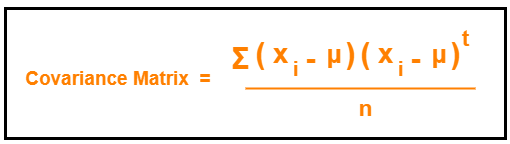 Covariance Matrix = Σ ( x i - μ ) ( x i - μ ) t
n